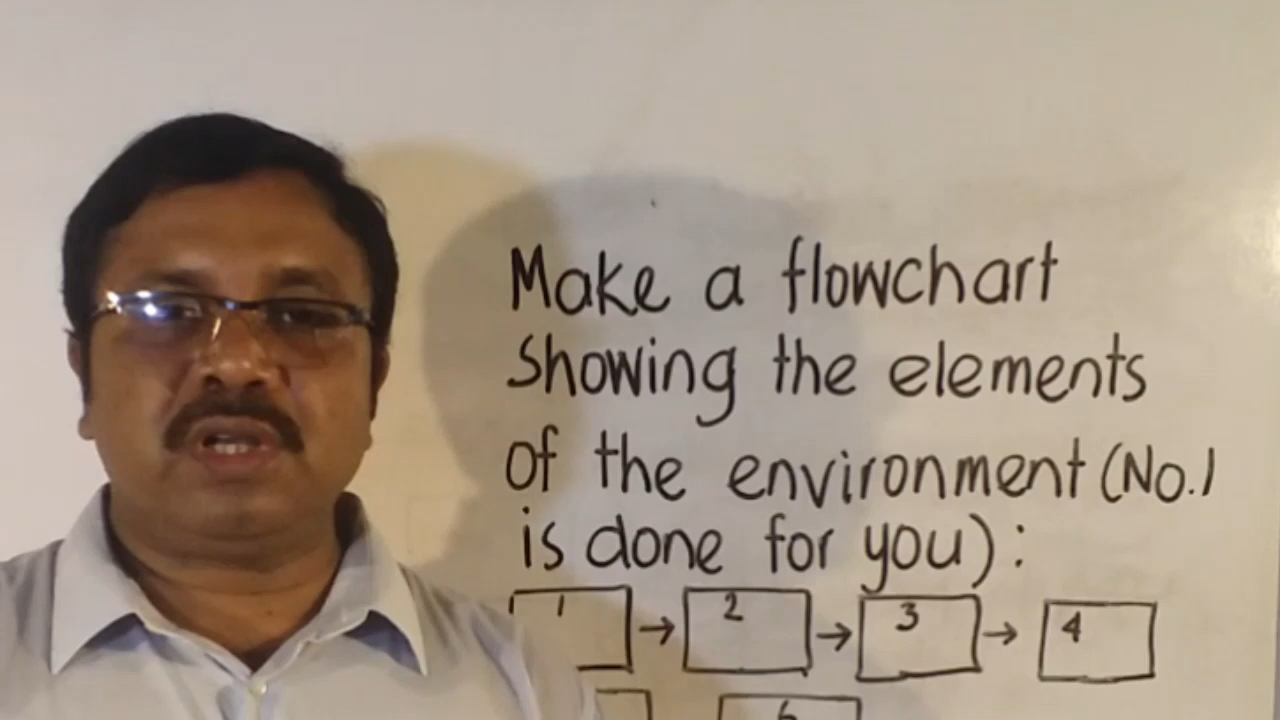 Make a flowchart
Showing the elements
of the environment (No.1
is done for you) :
1 → 2 → 3 → 4
6